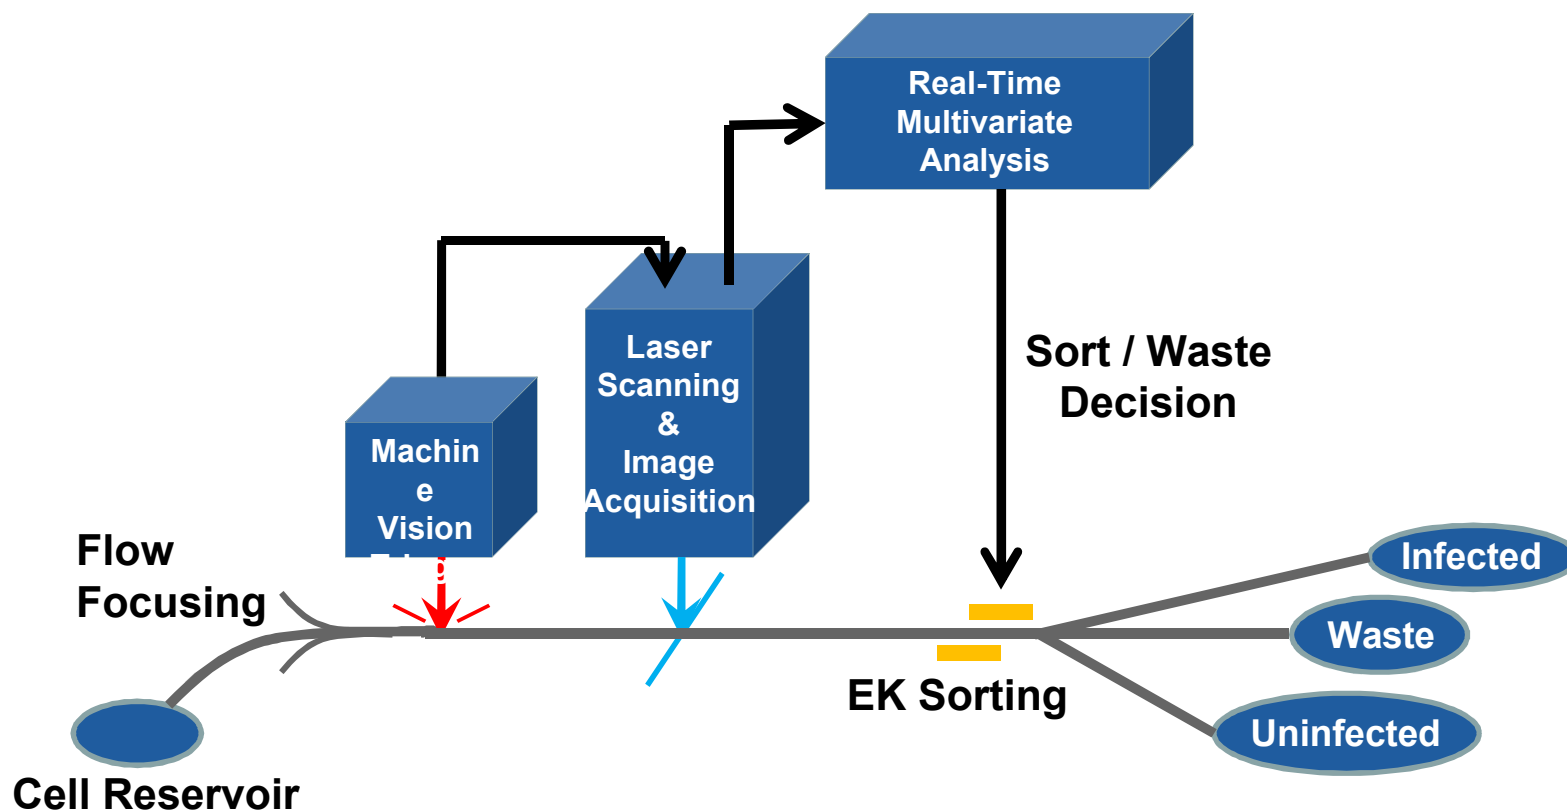 Real-Time
Multivariate
Analysis
Laser
Scanning
&
Image
Acquisition
Sort / Waste
Decision
Machin
e
Vision
Flow
Focusing
Infected
Waste
EK Sorting
Uninfected
Cell Reservoir